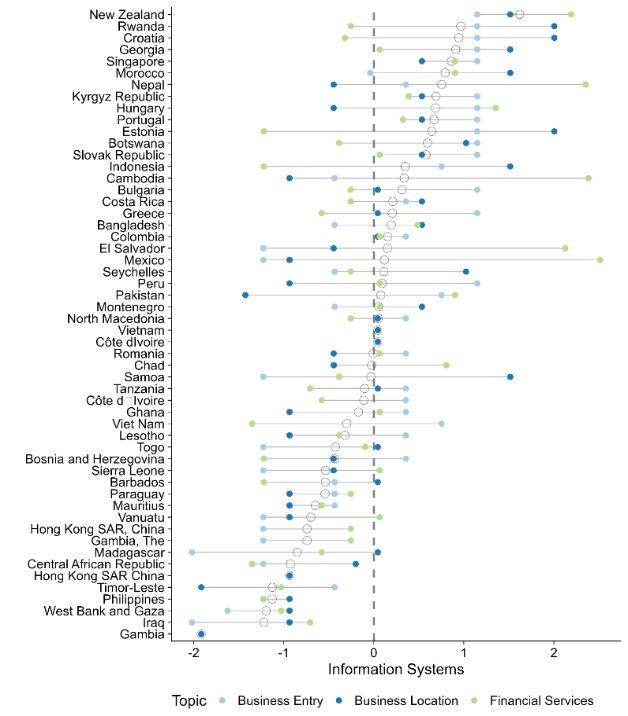 New Zealand
Rwanda
Croatia
Georgia
Singapore
Morocco
Nepal
Kyrgyz Republic
Hungary
Portugal
Estonia
Botswana
Slovak Republic
Indonesia
Cambodia
Bulgaria
Costa Rica
Greece
Bangladesh
Colombia
El Salvador
Mexico
Seychelles
Peru
Pakistan
Montenegro
North Macedonia
Vietnam
Côte dIvoire
Romania
Chad
Samoa
Tanzania
Côte d□Ivoire
Ghana
Viet Nam
Lesotho
Togo
Bosnia and Herzegovina
Sierra Leone
Barbados
Paraguay
Mauritius
Vanuatu
Hong Kong SAR, China
Gambia, The
Madagascar
Central African Republic
Hong Kong SAR China
Timor-Leste
Philippines
West Bank and Gaza
Iraq
Gambia
-2 -1 0 1 2
Information Systems
Topic Business Entry Business Location Financial Services